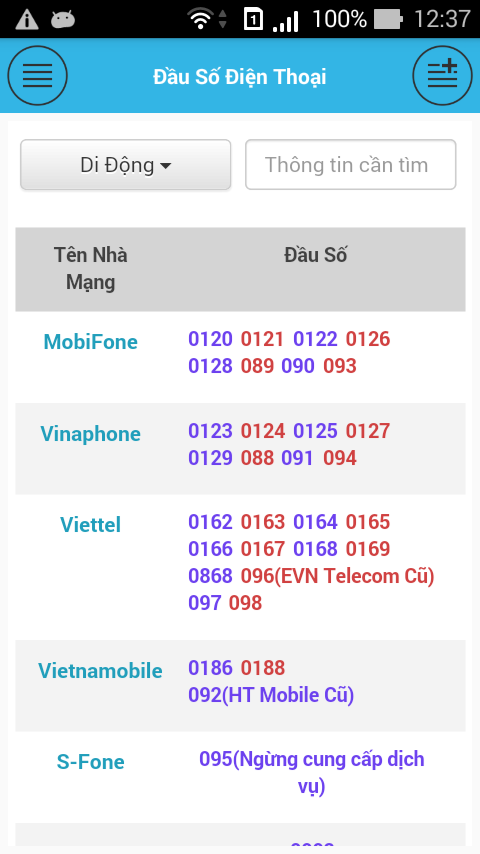 100% 12:37
Đầu Số Điện Thoại
Di Động Thông tin cần tìm
Tên Nhà Mạng Đầu Số
MobiFone 0120 0121 0122 0126
0128 089 090 093
Vinaphone 0123 0124 0125 0127
0129 088 091 094
Viettel 0162 0163 0164 0165
0166 0167 0168 0169
0868 096(EVN Telecom Cũ)
097 098
Vietnamobile 0186 0188
092(HT Mobile Cũ)
S-Fone 095(Ngừng cung cấp dịch
vụ)